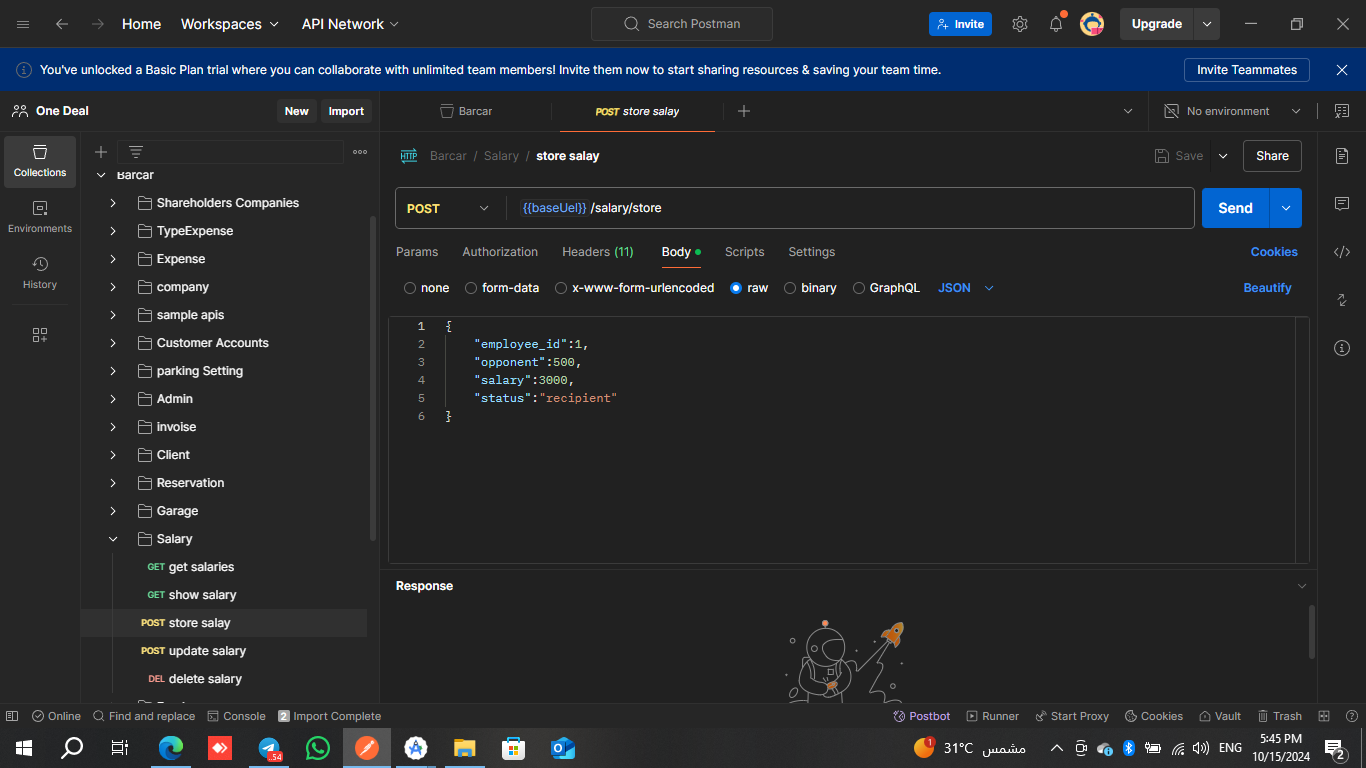 Home
Workspaces
API Network
Search Postman
Invite
Upgrade
You've unlocked a Basic Plan trial where you can collaborate with unlimited team members! Invite them now to start sharing resources & saving your team time.
Invite Teammates
One Deal
New
Import
Barcar
POST store salay
No environment
Collections
Environments
History
Barcar
Shareholders Companies
TypeExpense
Expense
company
sample apis
Customer Accounts
parking Setting
Admin
invoise
Client
Reservation
Garage
Salary
GET get salaries
GET show salary
POST store salay
POST update salary
DEL delete salary
HTTP Barcar / Salary / store salay
Save
Share
POST
{{baseUel}} /salary/store
Send
Params
Authorization
Headers (11)
Body
Scripts
Settings
Cookies
none
form-data
x-www-form-urlencoded
raw
binary
GraphQL
JSON
Beautify
1 {
2 "employee_id":1,
3 "opponent":500,
4 "salary":3000,
5 "status":"recipient"
6 }
Response
Online
Find and replace
Console
2 Import Complete
Postbot
Runner
Start Proxy
Cookies
Vault
Trash
.54
1
31°C مشمس
ENG
5:45 PM
10/15/2024
2